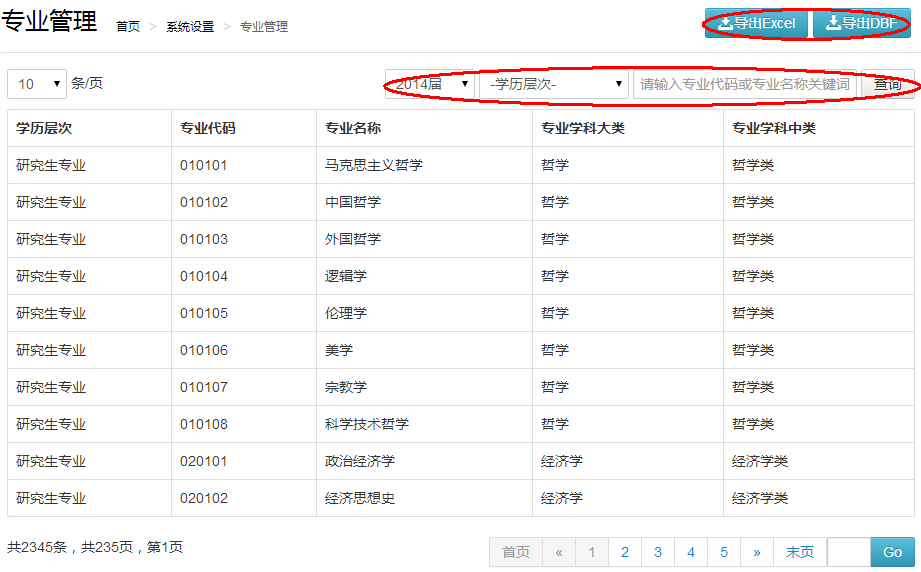 专业管理 首页 > 系统设置 > 专业管理 导出Excel 导出DBF
10 条/页 2014届 -学历层次- 请输入专业代码或专业名称关键词 查询
学历层次 专业代码 专业名称 专业学科大类 专业学科中类
研究生专业 010101 马克思主义哲学 哲学 哲学类
研究生专业 010102 中国哲学 哲学 哲学类
研究生专业 010103 外国哲学 哲学 哲学类
研究生专业 010104 逻辑学 哲学 哲学类
研究生专业 010105 伦理学 哲学 哲学类
研究生专业 010106 美学 哲学 哲学类
研究生专业 010107 宗教学 哲学 哲学类
研究生专业 010108 科学技术哲学 哲学 哲学类
研究生专业 020101 政治经济学 经济学 经济学类
研究生专业 020102 经济思想史 经济学 经济学类
共2345条，共235页，第1页 首页 « 1 2 3 4 5 » 末页 Go